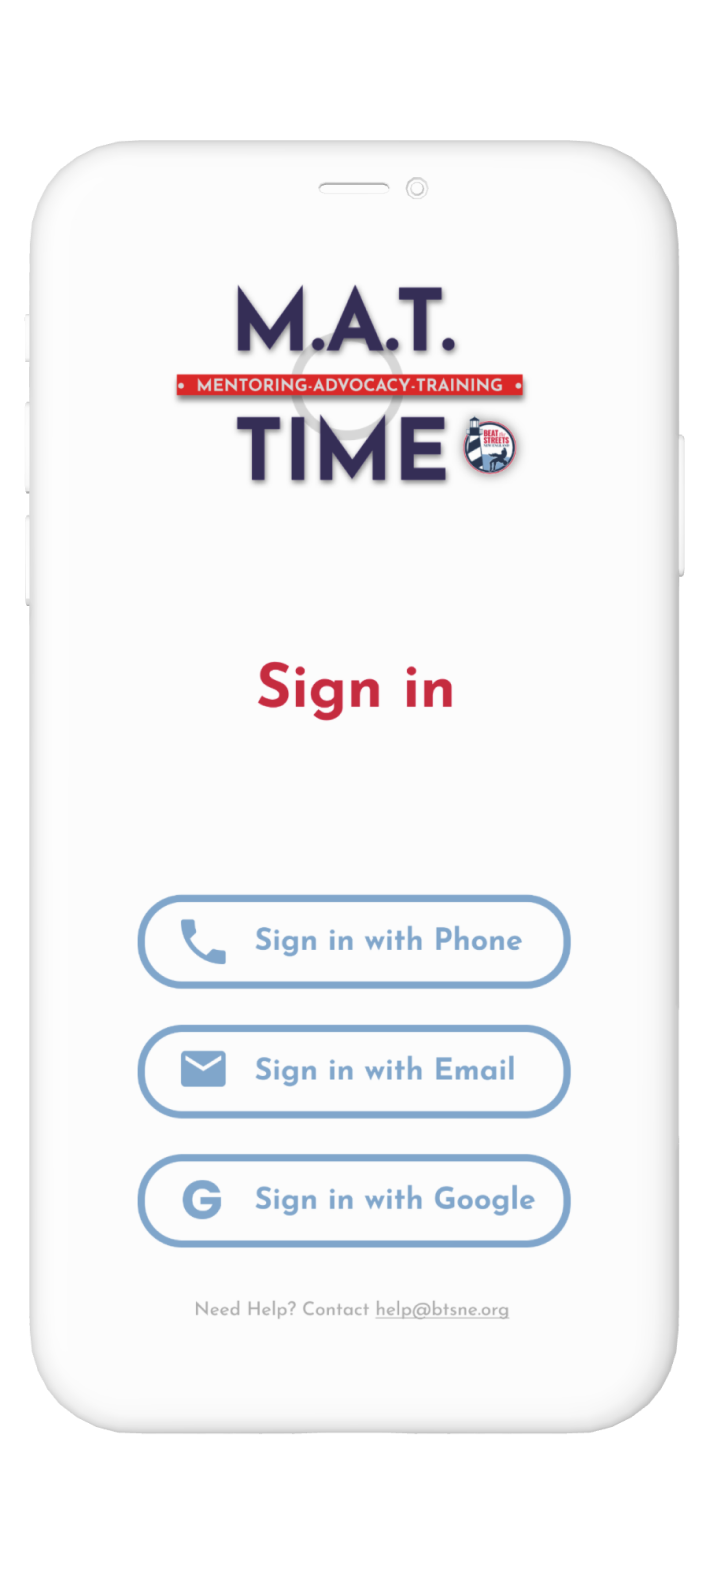 M.A.T.
MENTORING-ADVOCACY-TRAINING
TIME
BEAT THE
STREETS
Sign in
Sign in with Phone
Sign in with Email
G Sign in with Google
Need Help? Contact help@btsne.org